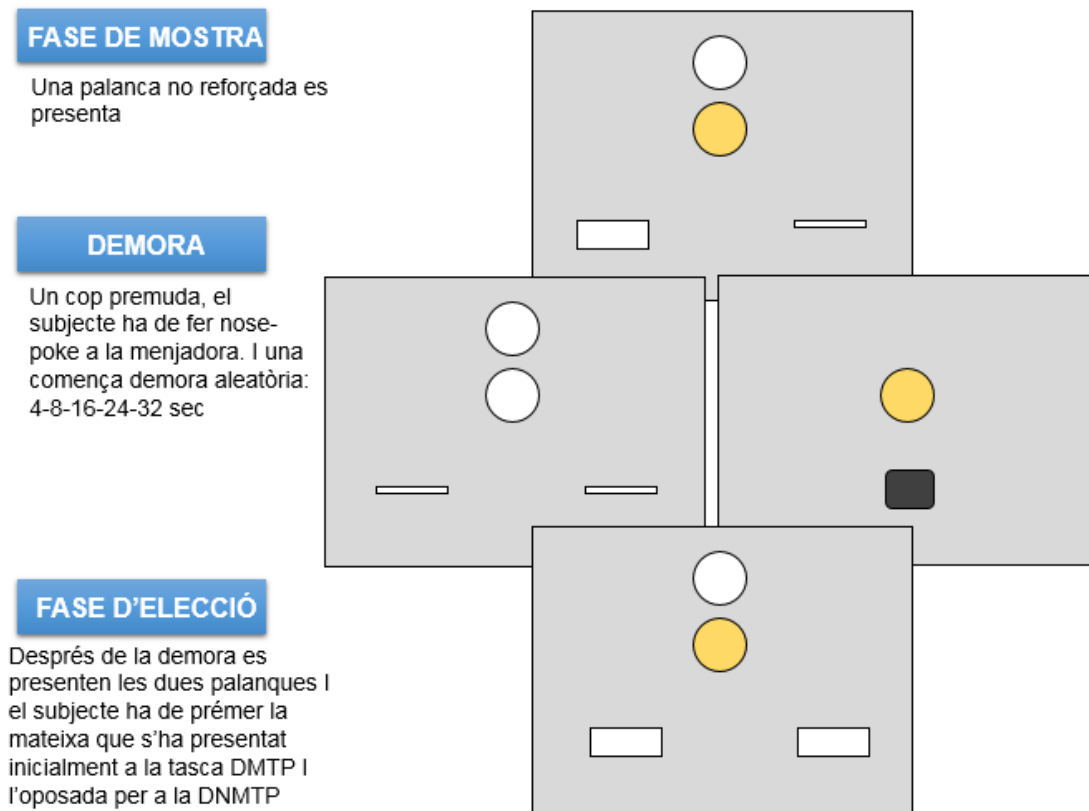 FASE DE MOSTRA
Una palanca no reforçada es
presenta
DEMORA
Un cop premuda, el
subjecte ha de fer nose-
poke a la menjadora. I una
comença demora aleatòria:
4-8-16-24-32 sec
FASE D’ELECCIÓ
Després de la demora es
presenten les dues palanques I
el subjecte ha de prémer la
mateixa que s’ha presentat
inicialment a la tasca DMTP I
l’oposada per a la DNMTP